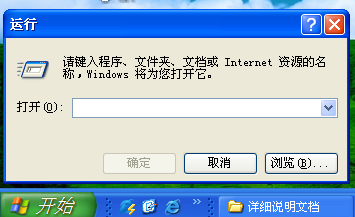 运行
请键入程序、文件夹、文档或 Internet 资源的名
称,Windows 将为您打开它。
打开(O):
确定
取消
浏览(B)...
开始
详细说明文档